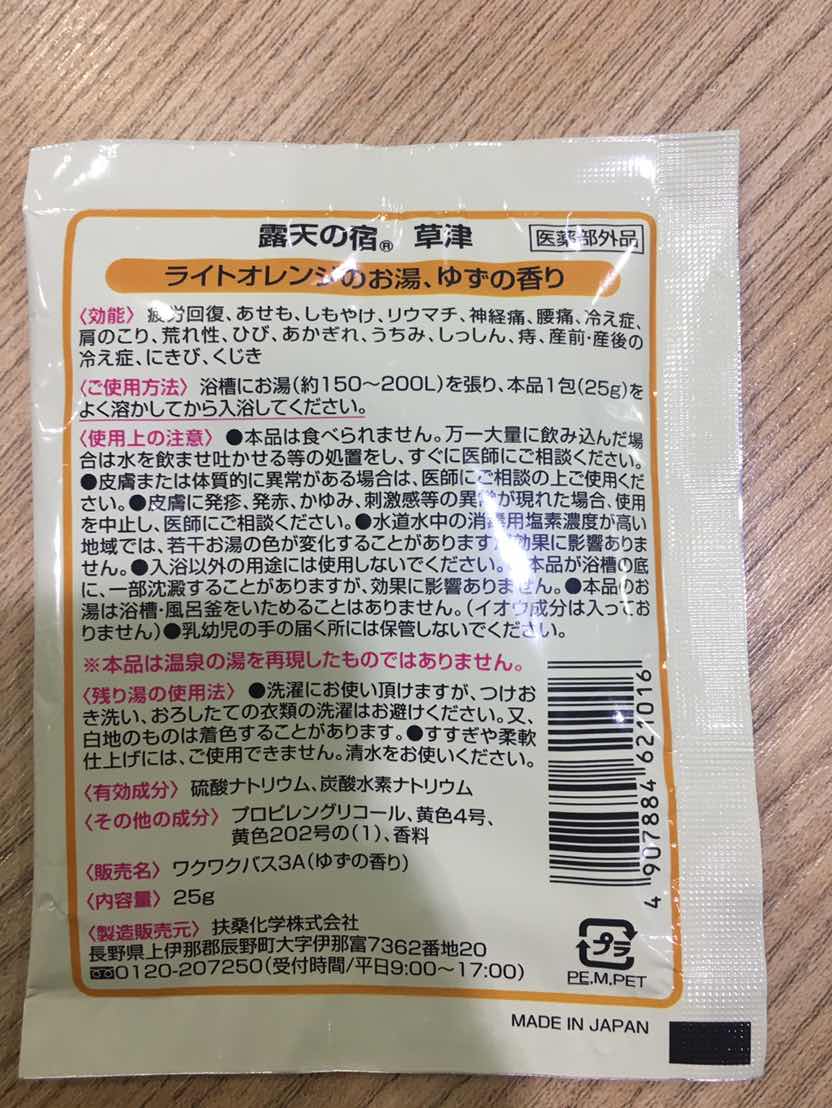 露天の宿® 草津 医薬部外品
ライトオレンジのお湯、ゆずの香り
〈効能〉疲労回復、あせも、しもやけ、リウマチ、神経痛、腰痛、冷え症、
肩のこり、荒れ性、ひび、あかぎれ、うちみ、しっしん、痔、産前・産後の
冷え症、にきび、くじき
〈ご使用方法〉浴槽にお湯(約150〜200L)を張り、本品1包(25g)を
よく溶かしてから入浴してください。
〈使用上の注意〉●本品は食べられません。万一大量に飲み込んだ場
合は水を飲ませ吐かせる等の処置をし、すぐに医師にご相談ください。
●皮膚または体質的に異常がある場合は、医師にご相談の上ご使用くだ
さい。●皮膚に発疹、発赤、かゆみ、刺激感等の異常が現れた場合、使用
を中止し、医師にご相談ください。●水道水中の消毒用塩素濃度が高い
地域では、若干お湯の色が変化することがありますが効果に影響ありま
せん。●入浴以外の用途には使用しないでください。●本品が浴槽の底
に、一部沈澱することがありますが、効果に影響ありません。●本品のお
湯は浴槽・風呂釜をいためることはありません。(イオウ成分は入ってお
りません)●乳幼児の手の届く所には保管しないでください。
※本品は温泉の湯を再現したものではありません。
〈残り湯の使用法〉●洗濯にお使い頂けますが、つけお
き洗い、おろしたての衣類の洗濯はお避けください。又、
白地のものは着色することがあります。●すすぎや柔軟
仕上げには、ご使用できません。清水をお使いください。
〈有効成分〉硫酸ナトリウム、炭酸水素ナトリウム
〈その他の成分〉プロピレングリコール、黄色4号、
黄色202号の(1)、香料
〈販売名〉ワクワクバス3A(ゆずの香り)
〈内容量〉25g
〈製造販売元〉扶桑化学株式会社
長野県上伊那郡辰野町大字伊那富7362番地20
0120-207250(受付時間/平日9:00〜17:00)
4 907884 621016
プラ
PE.M.PET
MADE IN JAPAN